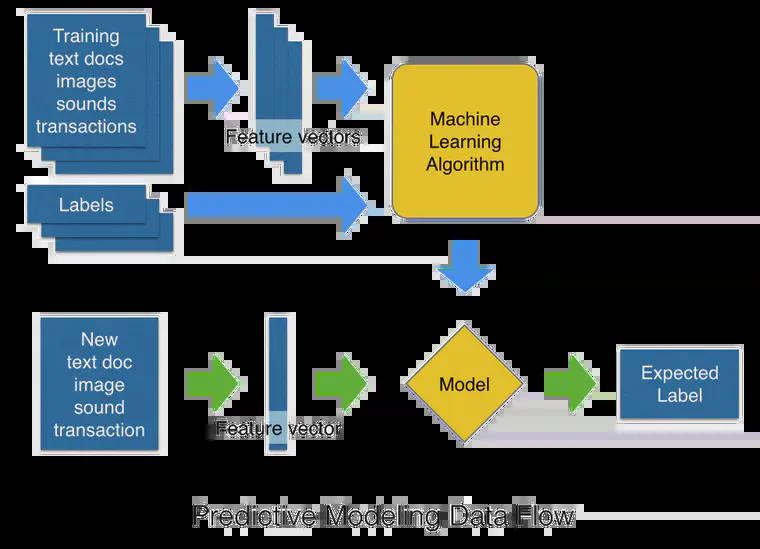 Training
text docs
images
sounds
transactions
Feature vectors
Machine
Learning
Algorithm
Labels
New
text doc
image
sound
transaction
Feature vector
Model
Expected
Label
Predictive Modeling Data Flow